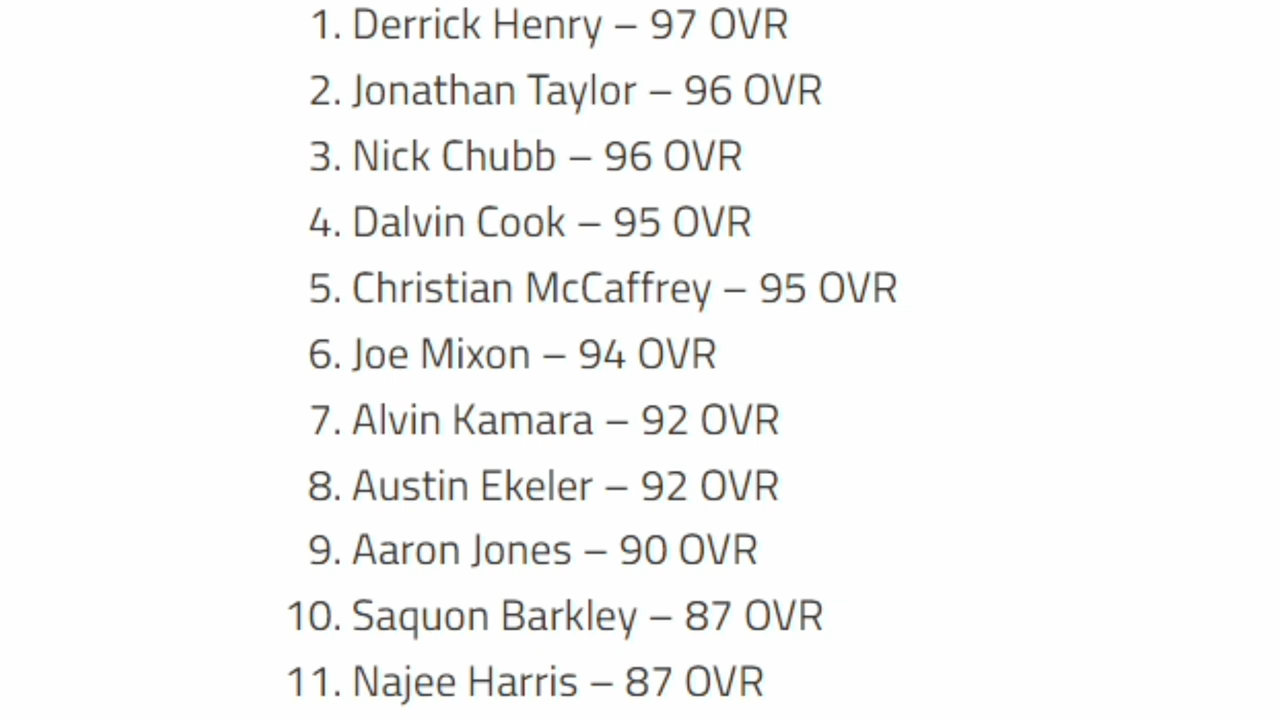 1. Derrick Henry – 97 OVR
2. Jonathan Taylor – 96 OVR
3. Nick Chubb – 96 OVR
4. Dalvin Cook – 95 OVR
5. Christian McCaffrey – 95 OVR
6. Joe Mixon – 94 OVR
7. Alvin Kamara – 92 OVR
8. Austin Ekeler – 92 OVR
9. Aaron Jones – 90 OVR
10. Saquon Barkley – 87 OVR
11. Najee Harris – 87 OVR